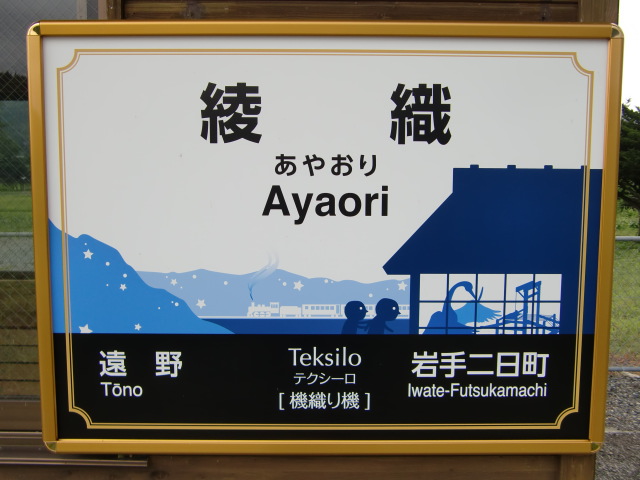 綾 織
あやおり
Ayaori
遠 野
Tōno
Teksilo
テクシーロ
[ 機織り機 ]
岩手二日町
Iwate-Futsukamachi